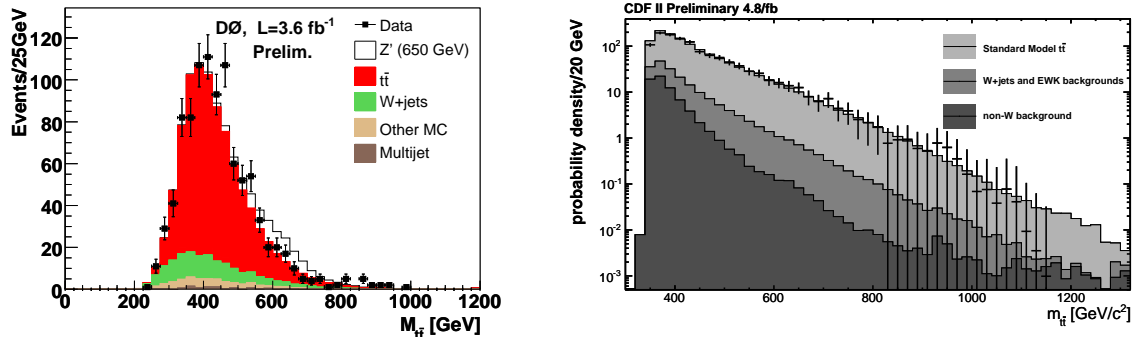 DØ, L=3.6 fb⁻¹
Prelim.
Data
Z' (650 GeV)
tt̄
W+jets
Other MC
Multijet
Events/25GeV
120
100
80
60
40
20
0
0 200 400 600 800 1000 1200
M_tt̄ [GeV]
CDF II Preliminary 4.8/fb
Standard Model tt̄
W+jets and EWK backgrounds
non-W background
probability density/20 GeV
10²
10
1
10⁻¹
10⁻²
10⁻³
400 600 800 1000 1200
m_tt̄ [GeV/c²]